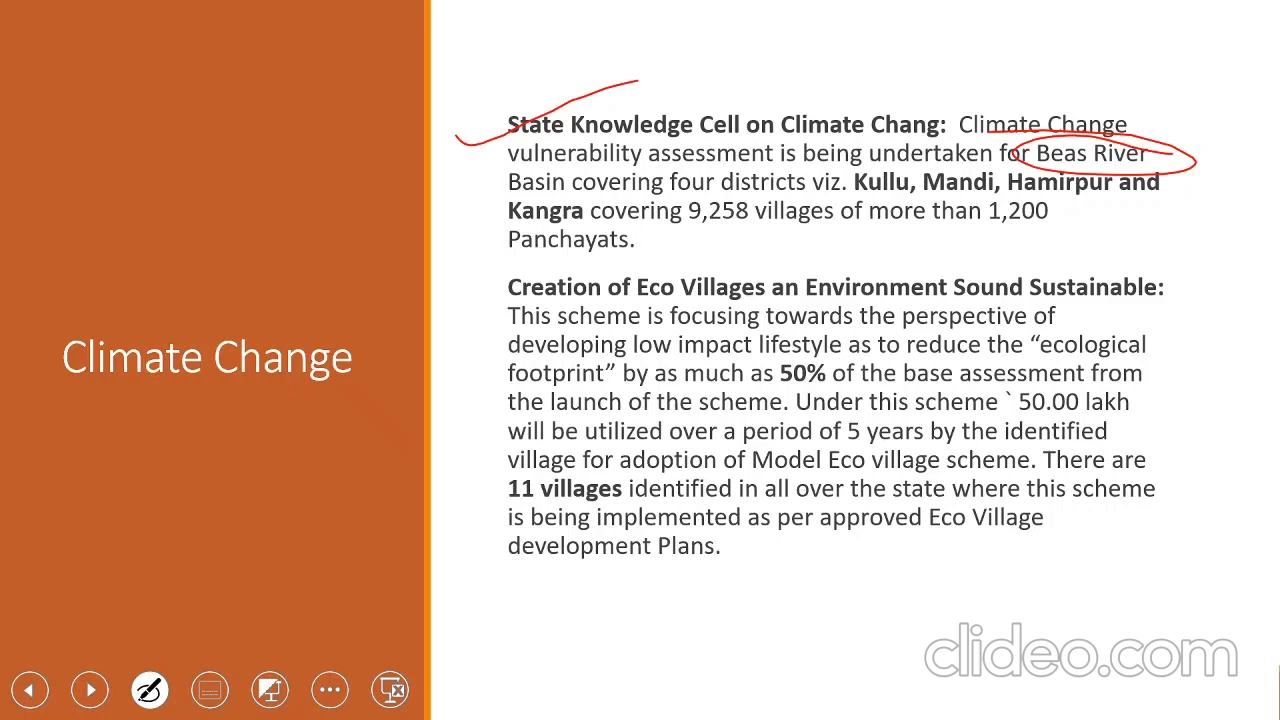 Climate Change
State Knowledge Cell on Climate Chang: Climate Change
vulnerability assessment is being undertaken for Beas River
Basin covering four districts viz. Kullu, Mandi, Hamirpur and
Kangra covering 9,258 villages of more than 1,200
Panchayats.
Creation of Eco Villages an Environment Sound Sustainable:
This scheme is focusing towards the perspective of
developing low impact lifestyle as to reduce the “ecological
footprint” by as much as 50% of the base assessment from
the launch of the scheme. Under this scheme ` 50.00 lakh
will be utilized over a period of 5 years by the identified
village for adoption of Model Eco village scheme. There are
11 villages identified in all over the state where this scheme
is being implemented as per approved Eco Village
development Plans.
clideo.com